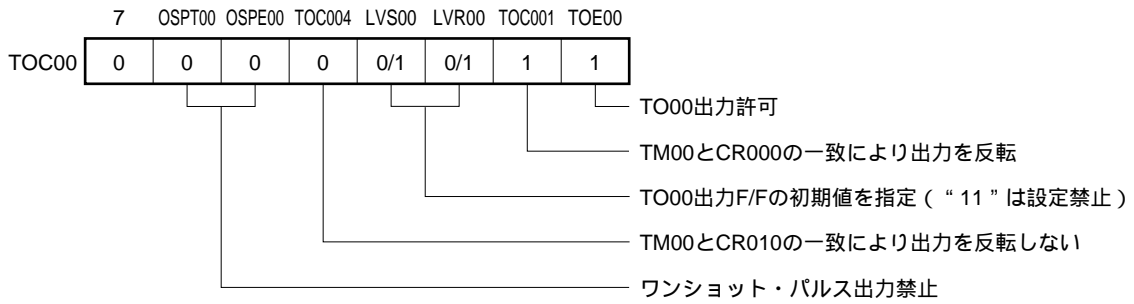 7 OSPT00 OSPE00 TOC004 LVS00 LVR00 TOC001 TOE00
TOC00 0 0 0 0 0/1 0/1 1 1
TO00出力許可
TM00とCR000の一致により出力を反転
TO00出力F/Fの初期値を指定（“11”は設定禁止）
TM00とCR010の一致により出力を反転しない
ワンショット・パルス出力禁止